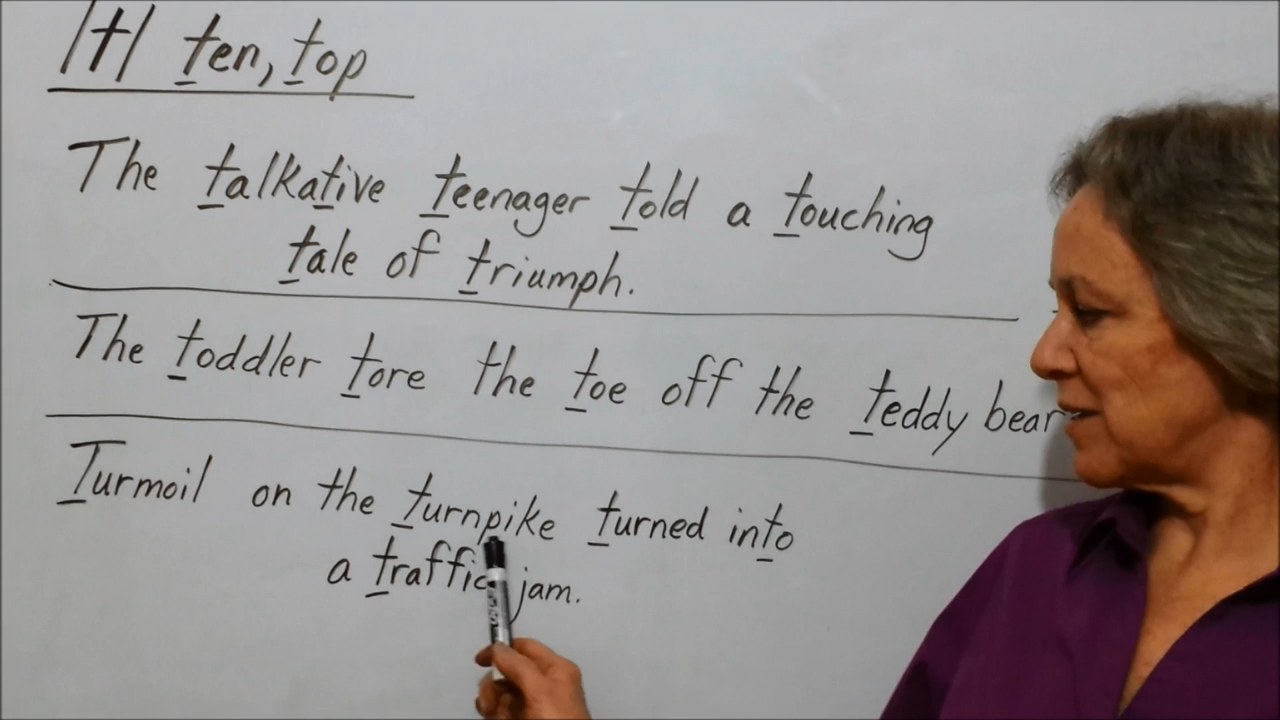 /t/ ten, top
The talkative teenager told a touching
tale of triumph.
The toddler tore the toe off the teddy bear
Turmoil on the turnpike turned into
a traffic jam.